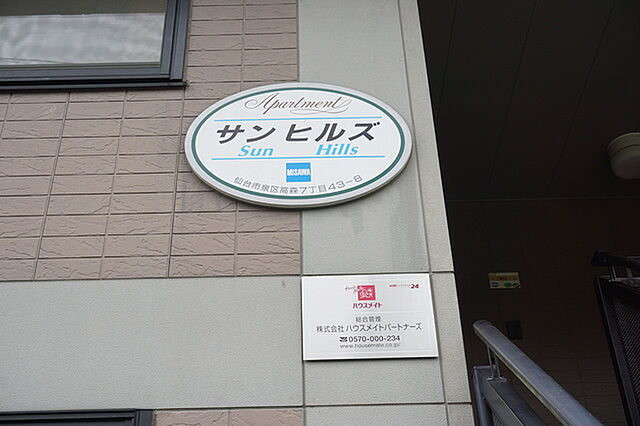 Apartment
サン ヒルズ
Sun Hills
MISAWA
仙台市泉区高森7丁目43-8
24
ハウスメイト
総合管理
株式会社 ハウスメイトパートナーズ
0570-000-234
www.housemate.co.jp/